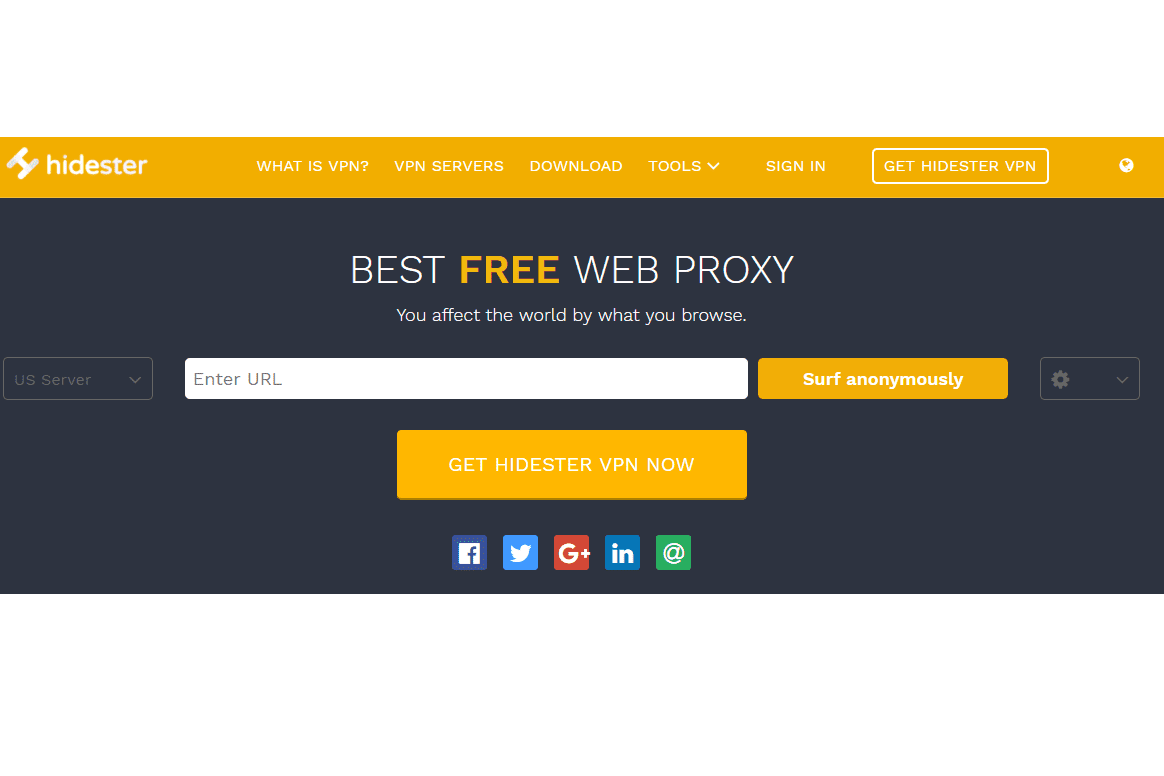 hidester
WHAT IS VPN? VPN SERVERS DOWNLOAD TOOLS SIGN IN GET HIDESTER VPN
BEST FREE WEB PROXY
You affect the world by what you browse.
US Server Enter URL Surf anonymously
GET HIDESTER VPN NOW
f G+ in @